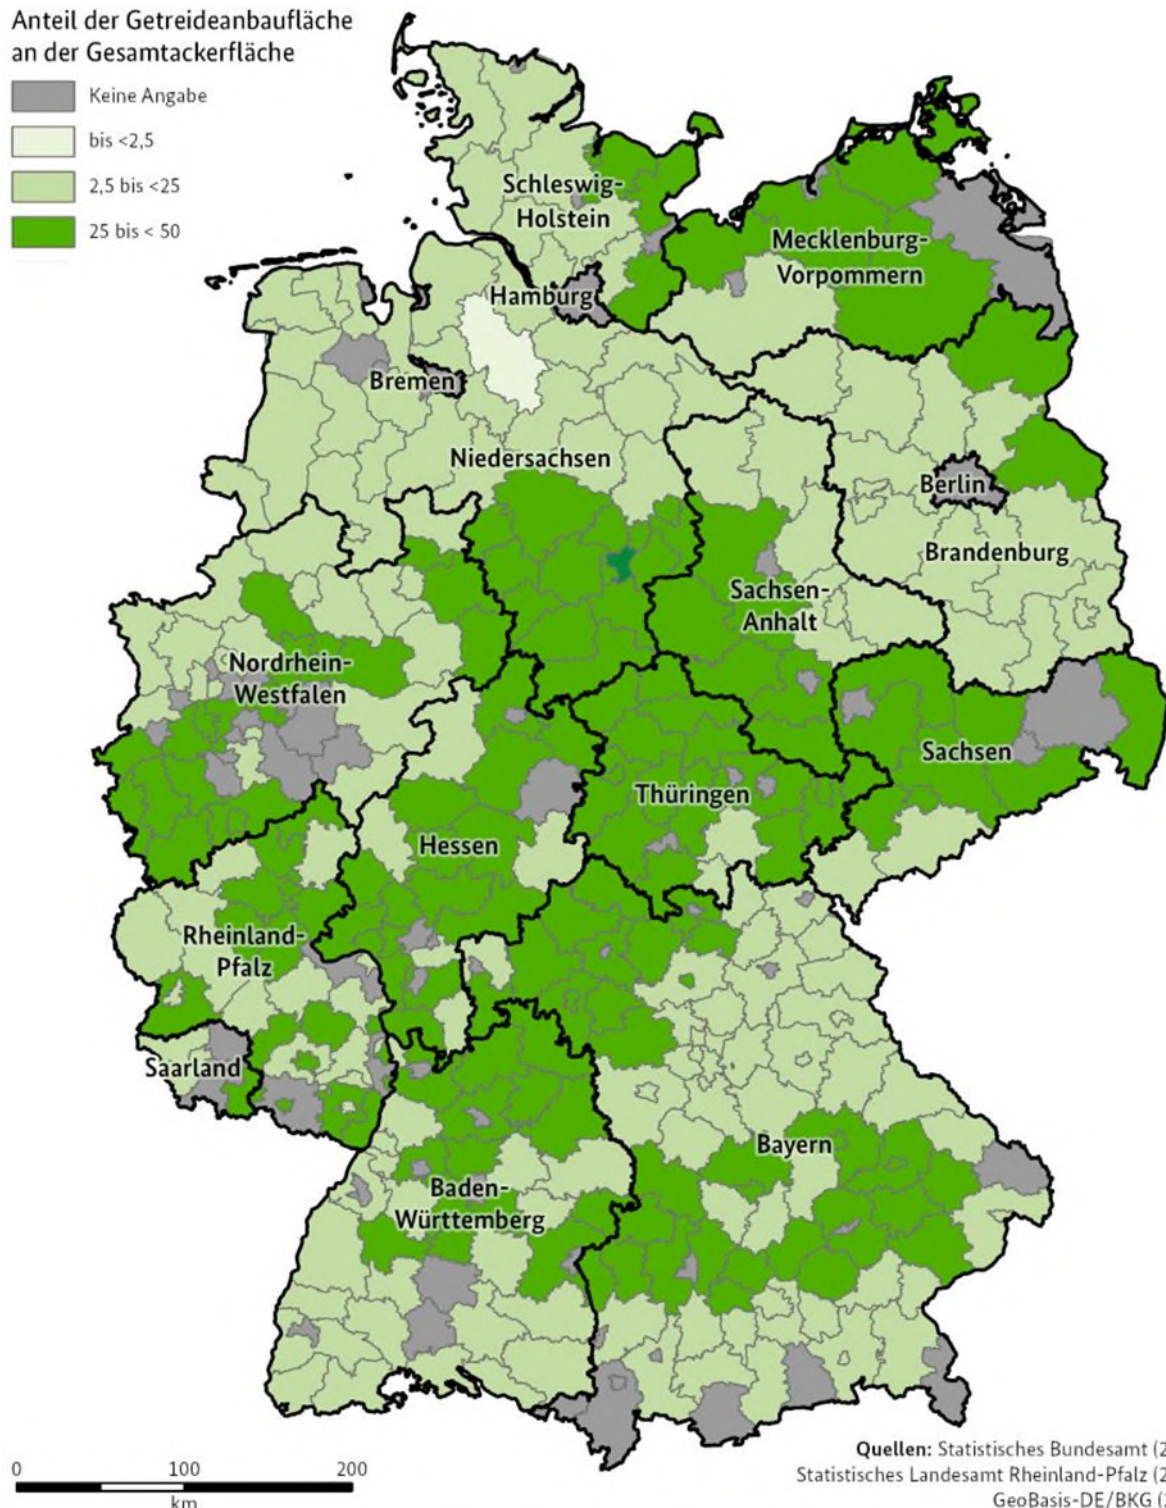 Anteil der Getreideanbaufläche
an der Gesamtackerfläche
Keine Angabe
bis <2,5
2,5 bis <25
25 bis < 50
Schleswig-
Holstein
Mecklenburg-
Vorpommern
Hamburg
Bremen
Niedersachsen
Berlin
Brandenburg
Sachsen-
Anhalt
Nordrhein-
Westfalen
Sachsen
Thüringen
Hessen
Rheinland-
Pfalz
Saarland
Bayern
Baden-
Württemberg
0 100 200
km
Quellen: Statistisches Bundesamt (2
Statistisches Landesamt Rheinland-Pfalz (2
GeoBasis-DE/BKG (